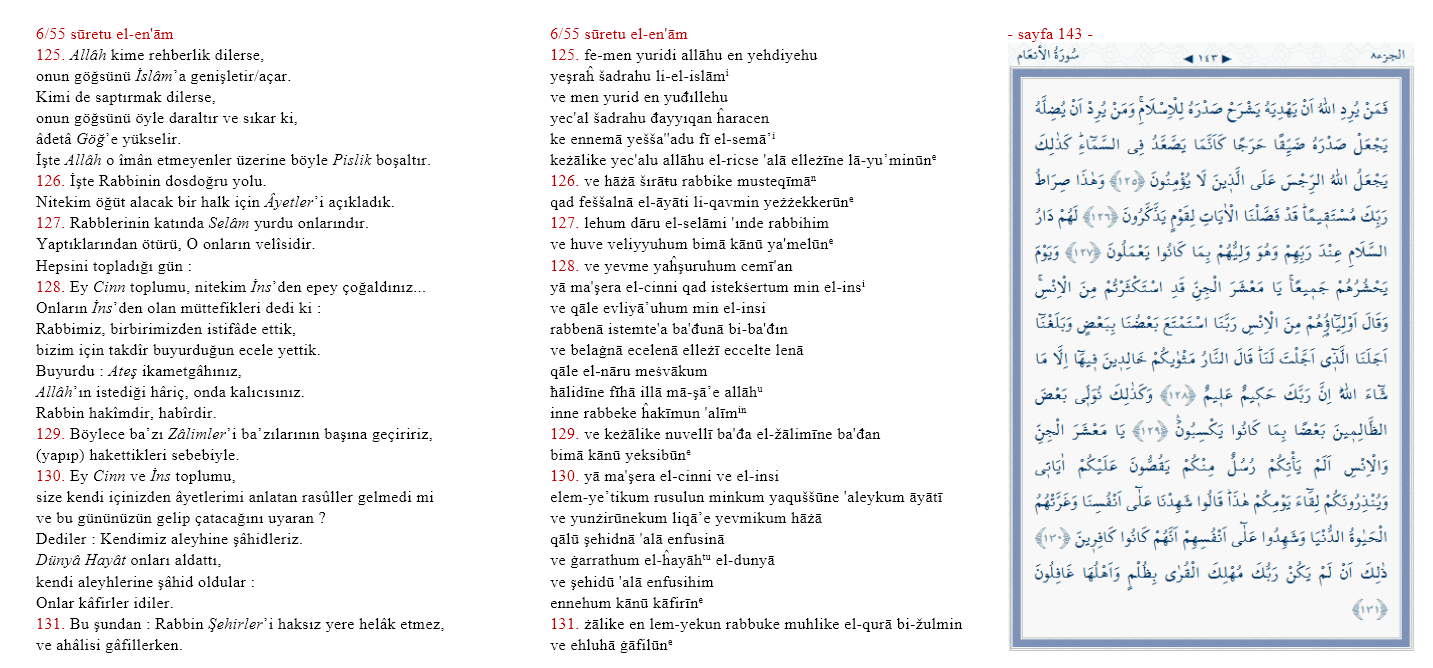 6/55 sūretu el-en'ām
125. Allâh kime rehberlik dilerse,
onun göğsünü İslâm’a genişletir/açar.
Kimi de saptırmak dilerse,
onun göğsünü öyle daraltır ve sıkar ki,
âdetâ Göğ’e yükselir.
İşte Allâh o îmân etmeyenler üzerine böyle Pislik boşaltır.
126. İşte Rabbinin dosdoğru yolu.
Nitekim öğüt alacak bir halk için Âyetler’i açıkladık.
127. Rabblerinin katında Selâm yurdu onlarındır.
Yaptıklarından ötürü, O onların velîsidir.
Hepsini topladığı gün :
128. Ey Cinn toplumu, nitekim İns’den epey çoğaldınız...
Onların İns’den olan müttefikleri dedi ki :
Rabbimiz, birbirimizden istifâde ettik,
bizim için takdîr buyurduğun ecele yettik.
Buyurdu : Ateş ikametgâhınız,
Allâh’ın istediği hâriç, onda kalıcısınız.
Rabbin hakîmdir, habîrdir.
129. Böylece ba’zı Zâlimler’i ba’zılarının başına geçiririz,
(yapıp) hakettikleri sebebiyle.
130. Ey Cinn ve İns toplumu,
size kendi içinizden âyetlerimi anlatan rasûller gelmedi mi
ve bu gününüzün gelip çatacağını uyaran ?
Dediler : Kendimiz aleyhine şâhidleriz.
Dünyâ Hayât onları aldattı,
kendi aleyhlerine şâhid oldular :
Onlar kâfirler idiler.
131. Bu şundan : Rabbin Şehirler’i haksız yere helâk etmez,
ve ahâlisi gâfillerken.
6/55 sūretu el-en'ām
125. fe-men yuridi allāhu en yehdiyehu
yeşraĥ šadrahu li-el-islāmⁱ
ve men yurid en yuđıllehu
yec'al šadrahu đayyıqan ĥaracen
ke ennemā yešša''adu fī el-semā’ⁱ
keżālike yec'alu allāhu el-ricse 'alā elleżīne lā-yu’minūnᵉ
126. ve hāżā šırātu rabbike musteqīmāⁿ
qad feššalnā el-āyāti li-qavmin yeżżekkerūnᵉ
127. lehum dāru el-selāmi 'ınde rabbihim
ve huve veliyyuhum bimā kānū ya'melūnᵉ
128. ve yevme yaĥşuruhum cemī'an
yā ma'şera el-cinni qad istekśertum min el-insⁱ
ve qāle evliyā’uhum min el-insi
rabbenā istemte'a ba'đunā bi-ba'đın
ve belaġnā ecelenā elleżī eccelte lenā
qāle el-nāru meśvākum
ħālidīne fīhā illā mā-şā’e allāhᵘ
inne rabbeke ĥakīmun 'alīmⁱⁿ
129. ve keżālike nuvellī ba'đa el-žālimīne ba'đan
bimā kānū yeksibūnᵉ
130. yā ma'şera el-cinni ve el-insi
elem-ye’tikum rusulun minkum yaquššūne 'aleykum āyātī
ve yunżirūnekum liqā’e yevmikum hāżā
qālū şehidnā 'alā enfusinā
ve ġarrathum el-ĥayāhᵗᵘ el-dunyā
ve şehidū 'alā enfusihim
ennehum kānū kāfirīnᵉ
131. żālike en lem-yekun rabbuke muhlike el-qurā bi-žulmin
ve ehluhā ġāfilūnᵉ
- sayfa 143 -
سُورَةُ الْأَنْعَام ◀ ١٤٣ ▶ الجزء٨
فَمَنْ يُرِدِ اللّٰهُ اَنْ يَهْدِيَهُ يَشْرَحْ صَدْرَهُ لِلْاِسْلَامِۚ وَمَنْ يُرِدْ اَنْ يُضِلَّهُ
يَجْعَلْ صَدْرَهُ ضَيِّقًا حَرَجًا كَاَنَّمَا يَصَّعَّدُ فِى السَّمَٓاءِۜ كَذٰلِكَ
يَجْعَلُ اللّٰهُ الرِّجْسَ عَلَى الَّذٖينَ لَا يُؤْمِنُونَ ﴿١٢٥﴾ وَهٰذَا صِرَاطُ
رَبِّكَ مُسْتَقٖيمًاۜ قَدْ فَصَّلْنَا الْاٰيَاتِ لِقَوْمٍ يَذَّكَّرُونَ ﴿١٢٦﴾ لَهُمْ دَارُ
السَّلَامِ عِنْدَ رَبِّهِمْ وَهُوَ وَلِيُّهُمْ بِمَا كَانُوا يَعْمَلُونَ ﴿١٢٧﴾ وَيَوْمَ
يَحْشُرُهُمْ جَمٖيعًاۚ يَا مَعْشَرَ الْجِنِّ قَدِ اسْتَكْثَرْتُمْ مِنَ الْاِنْسِۚ
وَقَالَ اَوْلِيَٓاؤُ۬هُمْ مِنَ الْاِنْسِ رَبَّنَا اسْتَمْتَعَ بَعْضُنَا بِبَعْضٍ وَبَلَغْنَٓا
اَجَلَنَا الَّذٖٓى اَجَّلْتَ لَنَاۜ قَالَ النَّارُ مَثْوٰيكُمْ خَالِدٖينَ فٖيهَٓا اِلَّا مَا
شَٓاءَ اللّٰهُۜ اِنَّ رَبَّكَ حَكٖيمٌ عَلٖيمٌ ﴿١٢٨﴾ وَكَذٰلِكَ نُوَلّٖى بَعْضَ
الظَّالِمٖينَ بَعْضًا بِمَا كَانُوا يَكْسِبُونَ۟ ﴿١٢٩﴾ يَا مَعْشَرَ الْجِنِّ
وَالْاِنْسِ اَلَمْ يَأْتِكُمْ رُسُلٌ مِنْكُمْ يَقُصُّونَ عَلَيْكُمْ اٰيَاتٖى
وَيُنْذِرُونَكُمْ لِقَٓاءَ يَوْمِكُمْ هٰذَاۜ قَالُوا شَهِدْنَا عَلٰٓى اَنْفُسِنَا وَغَرَّتْهُمُ
الْحَيٰوةُ الدُّنْيَا وَشَهِدُوا عَلٰٓى اَنْفُسِهِمْ اَنَّهُمْ كَانُوا كَافِرٖينَ ﴿١٣٠﴾
ذٰلِكَ اَنْ لَمْ يَكُنْ رَبُّكَ مُهْلِكَ الْقُرٰى بِظُلْمٍ وَاَهْلُهَا غَافِلُونَ
﴿١٣١﴾